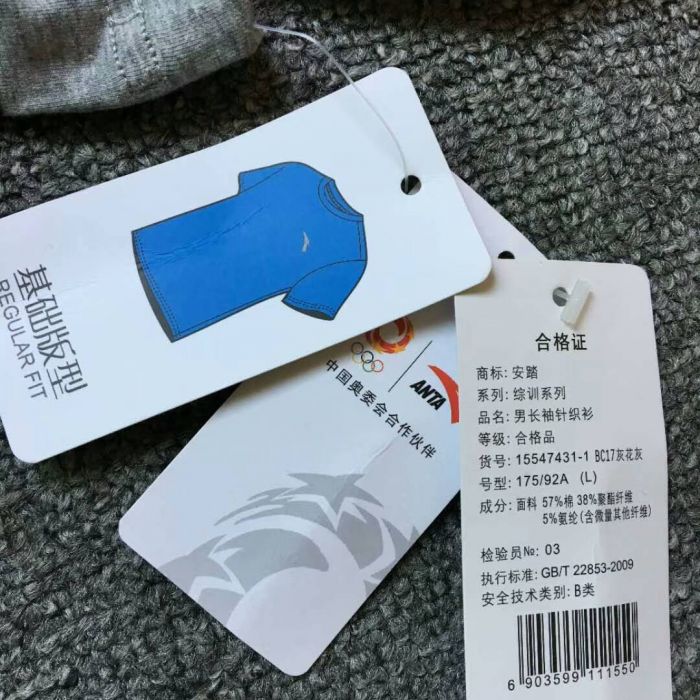 基础版型
REGULAR FIT
ANTA
中国奥委会合作伙伴
合格证
商标: 安踏
系列: 综训系列
品名: 男长袖针织衫
等级: 合格品
货号: 15547431-1 BC17灰花灰
号型: 175/92A (L)
成分: 面料 57%棉 38%聚酯纤维
5%氨纶(含微量其他纤维)
检验员№: 03
执行标准: GB/T 22853-2009
安全技术类别: B类
6 903599 111550